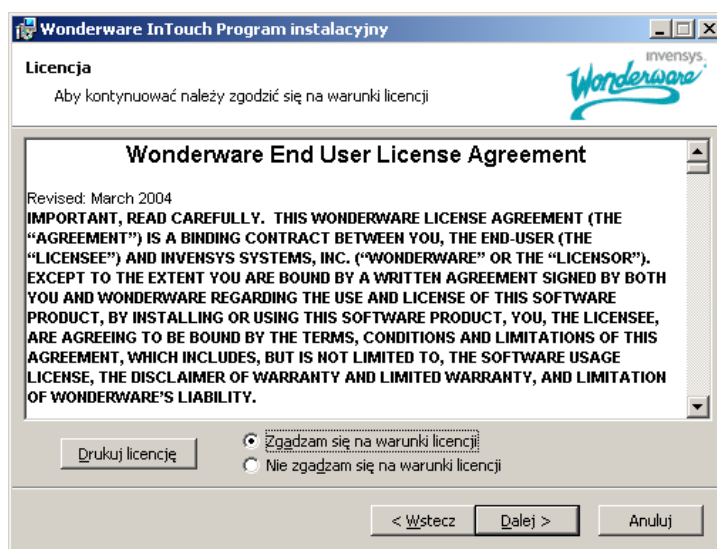 Wonderware InTouch Program instalacyjny
Licencja
Aby kontynuować należy zgodzić się na warunki licencji
invensys.
Wonderware
Wonderware End User License Agreement
Revised: March 2004
IMPORTANT, READ CAREFULLY. THIS WONDERWARE LICENSE AGREEMENT (THE
“AGREEMENT”) IS A BINDING CONTRACT BETWEEN YOU, THE END-USER (THE
“LICENSEE”) AND INVENSYS SYSTEMS, INC. (“WONDERWARE” OR THE “LICENSOR”).
EXCEPT TO THE EXTENT YOU ARE BOUND BY A WRITTEN AGREEMENT SIGNED BY BOTH
YOU AND WONDERWARE REGARDING THE USE AND LICENSE OF THIS SOFTWARE
PRODUCT, BY INSTALLING OR USING THIS SOFTWARE PRODUCT, YOU, THE LICENSEE,
ARE AGREEING TO BE BOUND BY THE TERMS, CONDITIONS AND LIMITATIONS OF THIS
AGREEMENT, WHICH INCLUDES, BUT IS NOT LIMITED TO, THE SOFTWARE USAGE
LICENSE, THE DISCLAIMER OF WARRANTY AND LIMITED WARRANTY, AND LIMITATION
OF WONDERWARE'S LIABILITY.
Drukuj licencję
Zgadzam się na warunki licencji
Nie zgadzam się na warunki licencji
< Wstecz
Dalej >
Anuluj